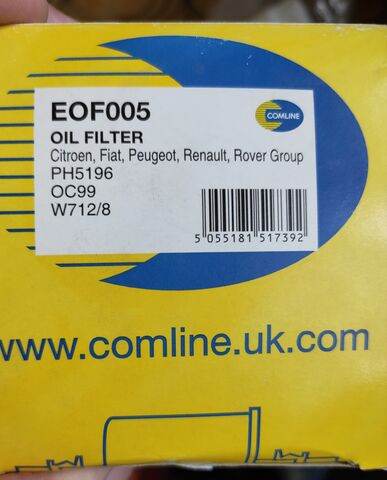 EOF005
COMLINE
OIL FILTER
Citroen, Fiat, Peugeot, Renault, Rover Group
PH5196
OC99
W712/8
5 055181 517392
www.comline.uk.com